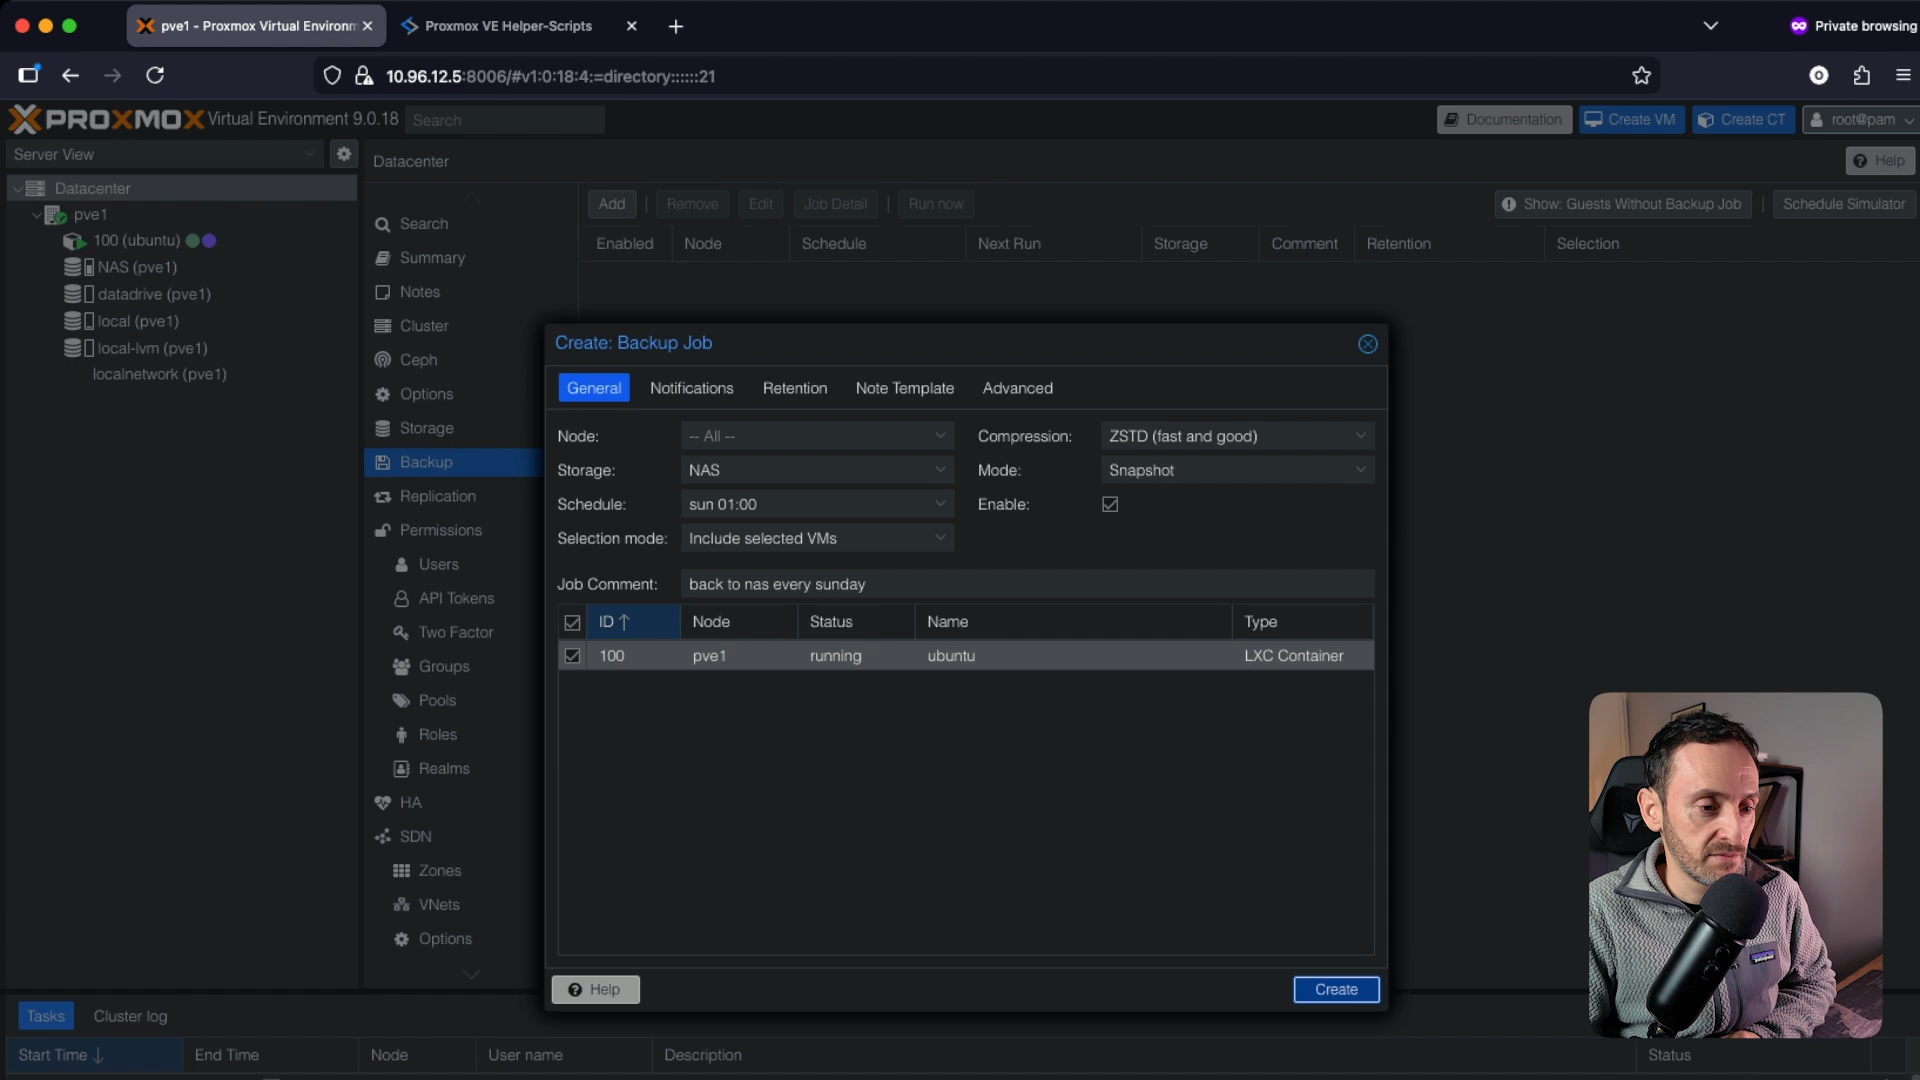 pve1 - Proxmox Virtual Environm
Proxmox VE Helper-Scripts
Private browsing
10.96.12.5:8006/#v1:0:18:4:=directory::::::21
PROXMOX Virtual Environment 9.0.18
Search
Documentation
Create VM
Create CT
root@pam
Server View
Datacenter
Help
Datacenter
pve1
100 (ubuntu)
NAS (pve1)
datadrive (pve1)
local (pve1)
local-lvm (pve1)
localnetwork (pve1)
Search
Summary
Notes
Cluster
Ceph
Options
Storage
Backup
Replication
Permissions
Users
API Tokens
Two Factor
Groups
Pools
Roles
Realms
HA
SDN
Zones
VNets
Options
Add
Remove
Edit
Job Detail
Run now
Show: Guests Without Backup Job
Schedule Simulator
Enabled
Node
Schedule
Next Run
Storage
Comment
Retention
Selection
Create: Backup Job
General
Notifications
Retention
Note Template
Advanced
Node: -- All --
Compression: ZSTD (fast and good)
Storage: NAS
Mode: Snapshot
Schedule: sun 01:00
Enable:
Selection mode: Include selected VMs
Job Comment: back to nas every sunday
ID Node Status Name Type
100 pve1 running ubuntu LXC Container
Help
Create
Tasks
Cluster log
Start Time
End Time
Node
User name
Description
Status